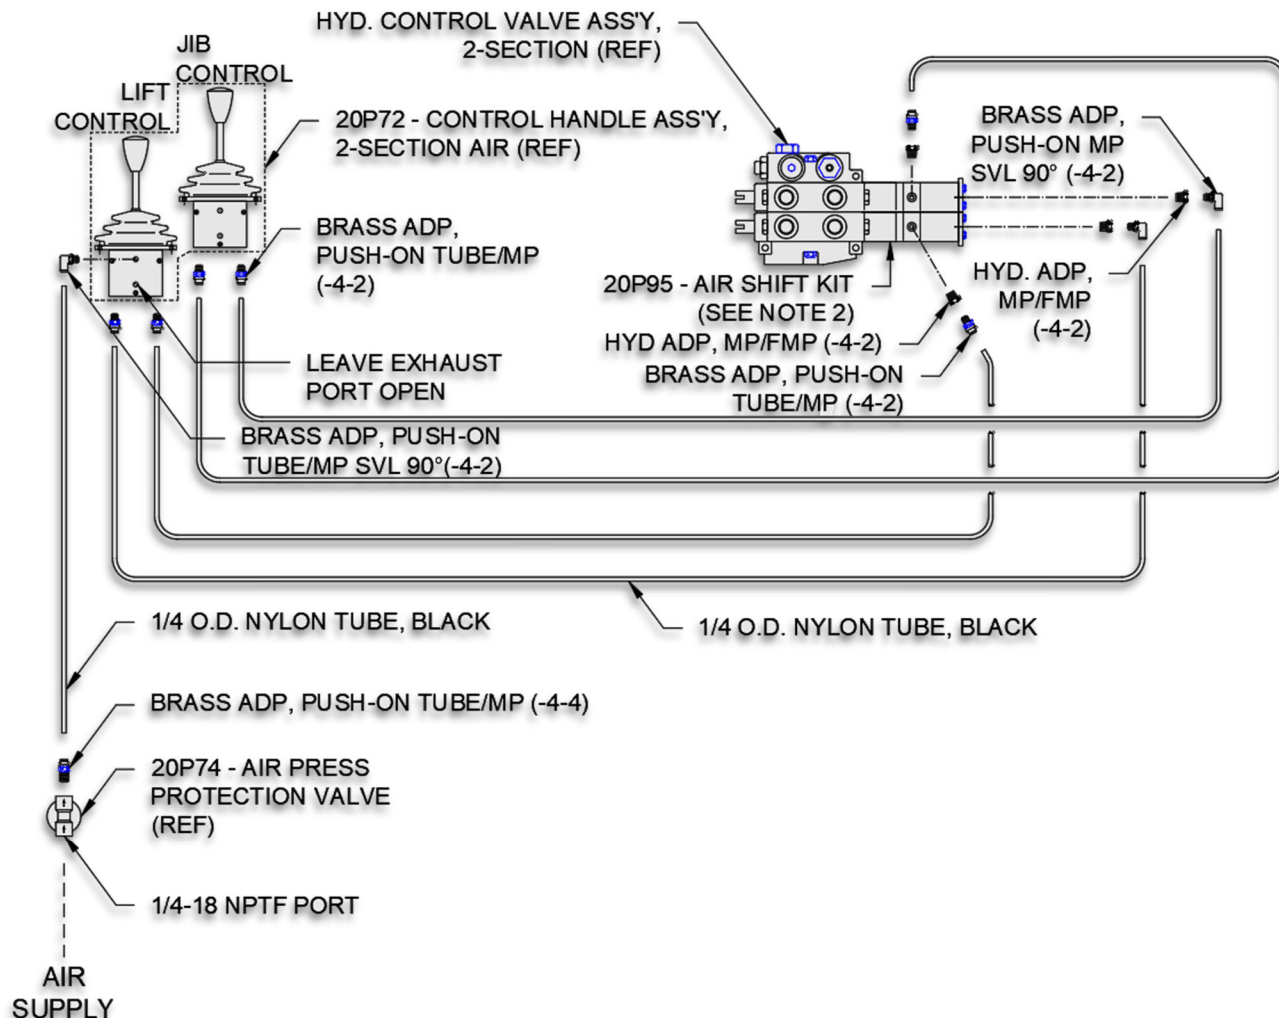 HYD. CONTROL VALVE ASS'Y,
2-SECTION (REF)
JIB
CONTROL
LIFT
CONTROL
20P72 - CONTROL HANDLE ASS'Y,
2-SECTION AIR (REF)
BRASS ADP,
PUSH-ON MP
SVL 90° (-4-2)
BRASS ADP,
PUSH-ON TUBE/MP
(-4-2)
HYD. ADP,
MP/FMP
(-4-2)
20P95 - AIR SHIFT KIT
(SEE NOTE 2)
HYD ADP, MP/FMP (-4-2)
BRASS ADP, PUSH-ON
TUBE/MP (-4-2)
LEAVE EXHAUST
PORT OPEN
BRASS ADP, PUSH-ON
TUBE/MP SVL 90°(-4-2)
1/4 O.D. NYLON TUBE, BLACK
1/4 O.D. NYLON TUBE, BLACK
BRASS ADP, PUSH-ON TUBE/MP (-4-4)
20P74 - AIR PRESS
PROTECTION VALVE
(REF)
1/4-18 NPTF PORT
AIR
SUPPLY